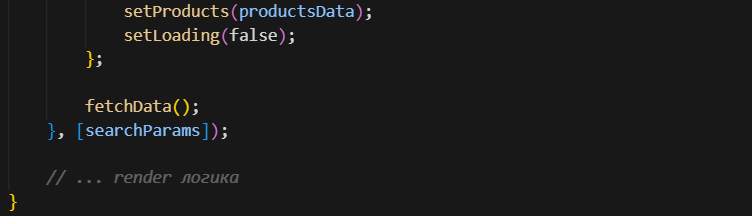 setProducts(productsData);
setLoading(false);
};
fetchData();
}, [searchParams]);
// ... render логика
}